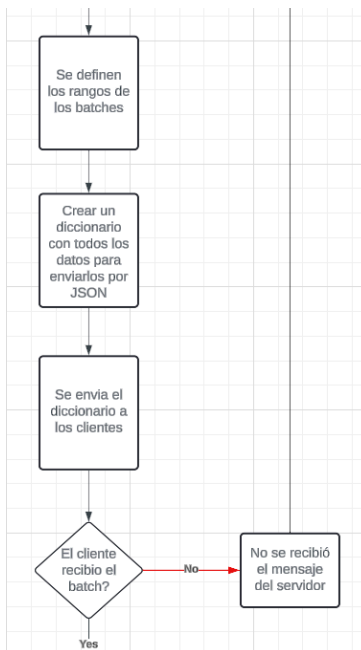 Se definen
los rangos de
los batches
Crear un
diccionario
con todos los
datos para
enviarlos por
JSON
Se envia el
diccionario a
los clientes
El cliente
recibio el
batch?
No
No se recibió
el mensaje
del servidor
Yes